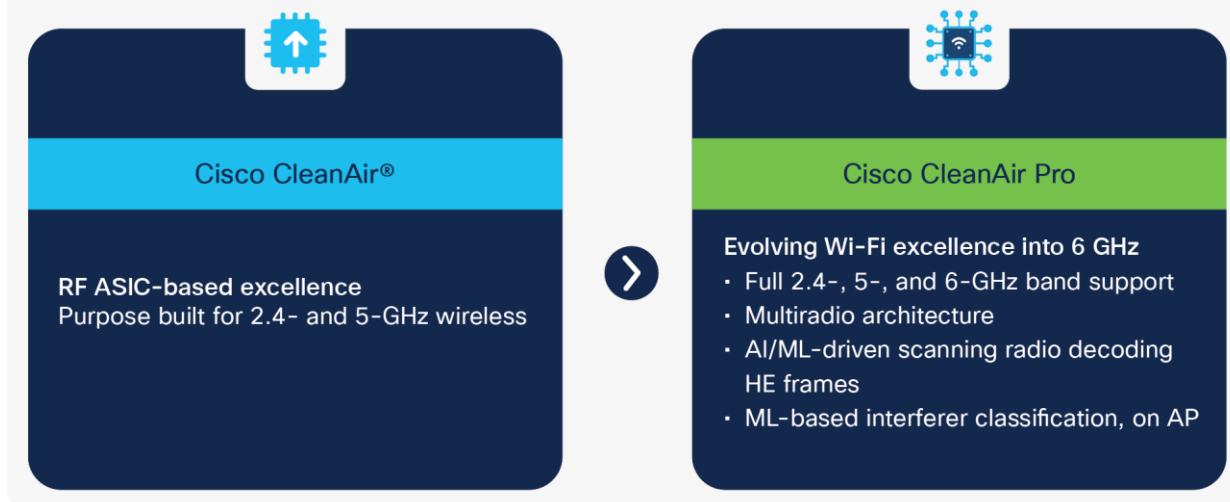 Cisco CleanAir®
RF ASIC-based excellence
Purpose built for 2.4- and 5-GHz wireless
Cisco CleanAir Pro
Evolving Wi-Fi excellence into 6 GHz
· Full 2.4-, 5-, and 6-GHz band support
· Multiradio architecture
· AI/ML-driven scanning radio decoding
HE frames
· ML-based interferer classification, on AP